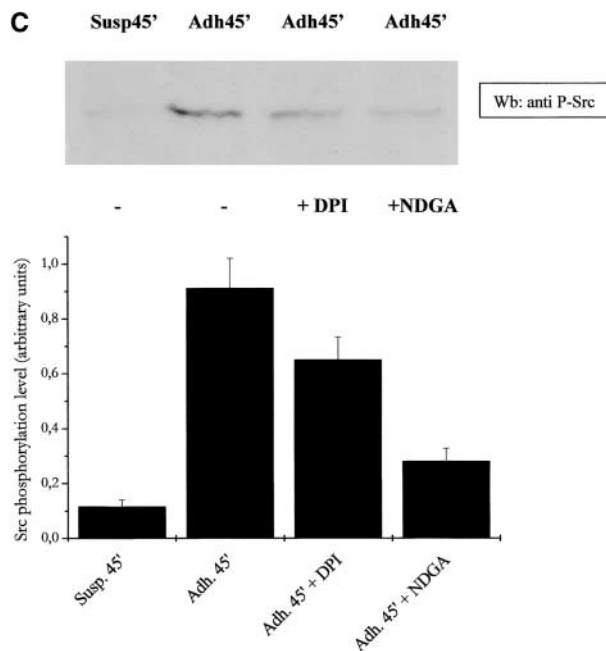 C
Susp45' Adh45' Adh45' Adh45'
Wb: anti P-Src
- - + DPI +NDGA
Src phosphorylation level (arbitrary units)
1,0
0,8
0,6
0,4
0,2
0,0
Susp. 45'
Adh. 45'
Adh. 45' + DPI
Adh. 45' + NDGA